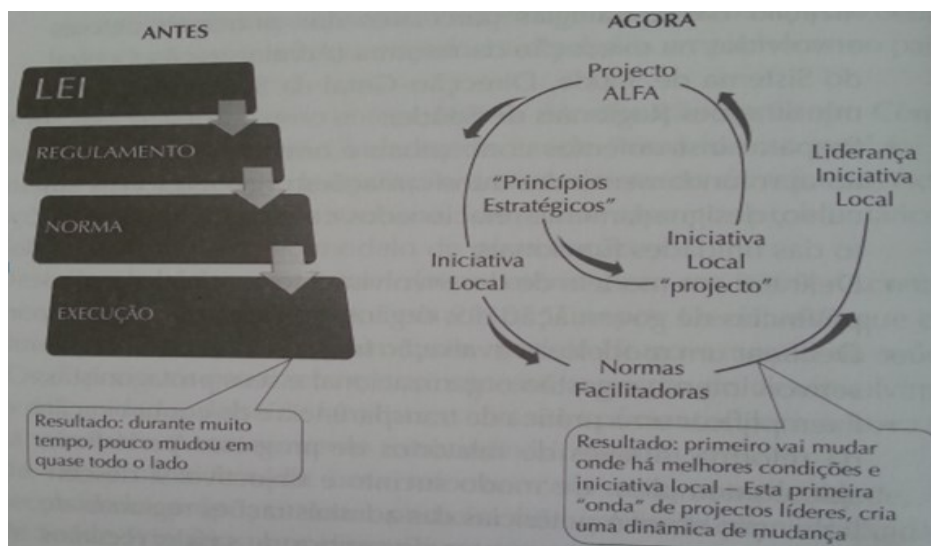 ANTES
LEI
REGULAMENTO
NORMA
EXECUÇÃO
Resultado: durante muito
tempo, pouco mudou em
quase todo o lado
AGORA
Projecto
ALFA
"Princípios
Estratégicos"
Iniciativa
Local
Iniciativa
Local
"projecto"
Liderança
Iniciativa
Local
Normas
Facilitadoras
Resultado: primeiro vai mudar
onde há melhores condições e
iniciativa local – Esta primeira
"onda" de projectos líderes, cria
uma dinâmica de mudança